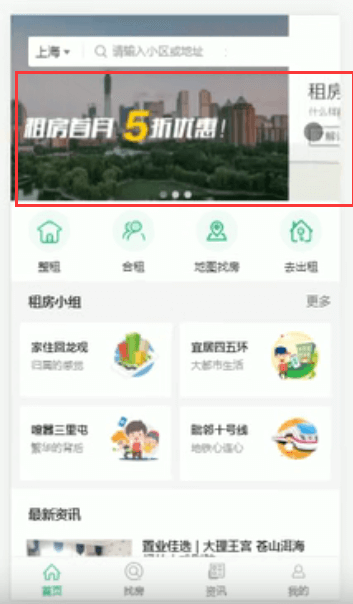 上海
请输入小区或地址
租房
租房首月5折优惠!
什么
整租
合租
地图找房
去出租
租房小组
更多
家住回龙观
归属的感觉
宜居四五环
大都市生活
喧嚣三里屯
繁华的背后
毗邻十号线
地铁心连心
最新资讯
置业佳选 | 大理王宫 苍山洱海
首页
找房
资讯
我的